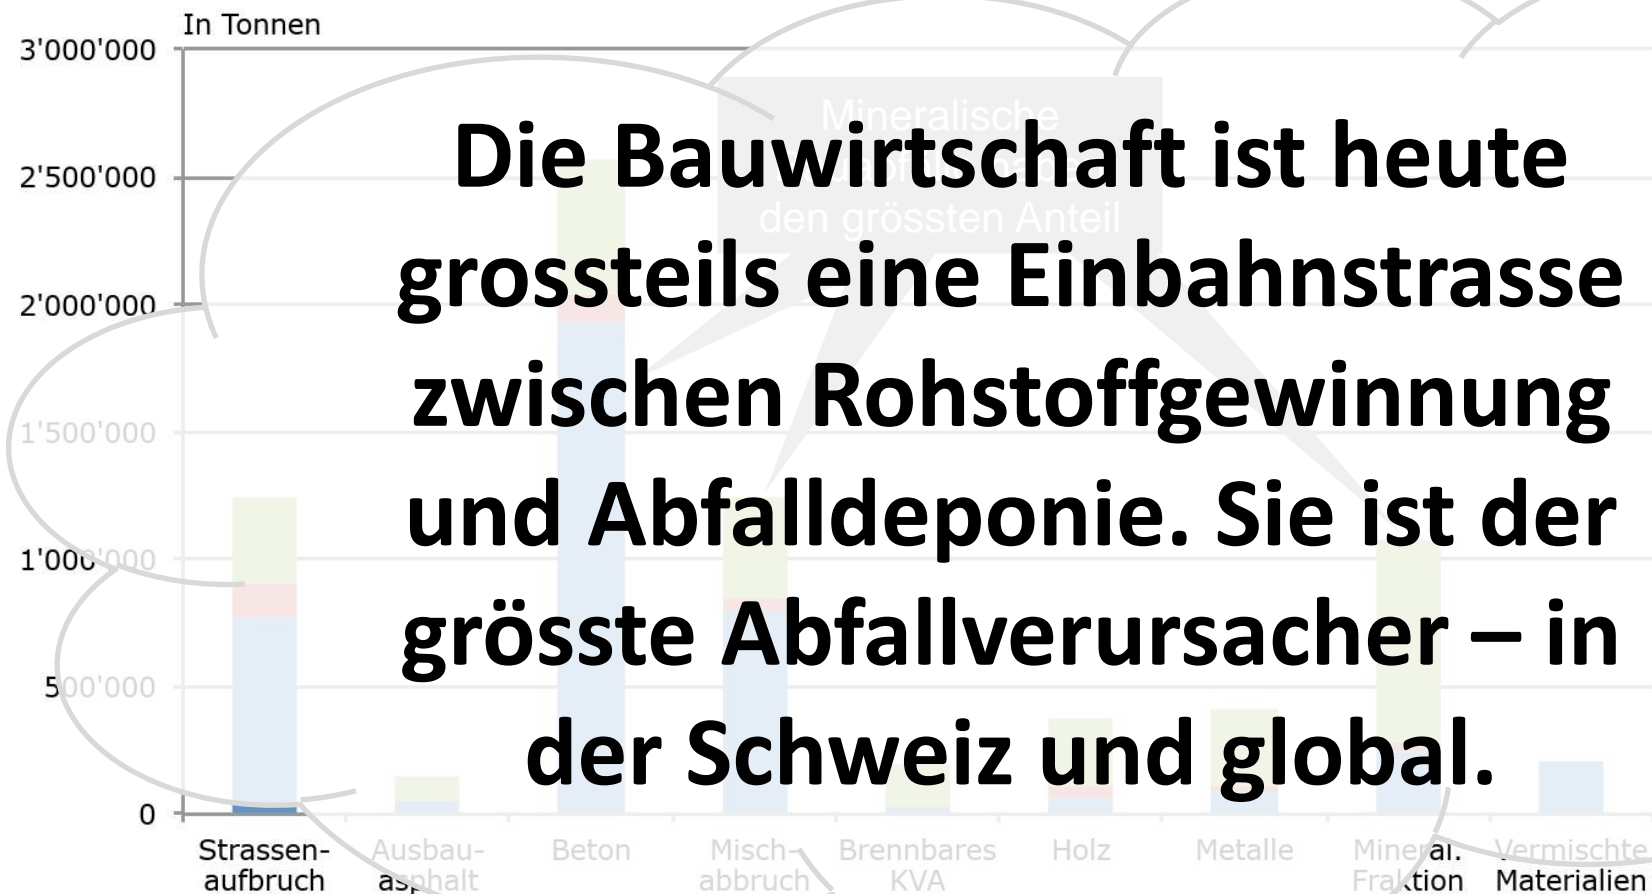 In Tonnen
3'000'000
2'500'000
2'000'000
1'500'000
1'000'000
500'000
0
Mineralische
den grössten Anteil
Die Bauwirtschaft ist heute
grossteils eine Einbahnstrasse
zwischen Rohstoffgewinnung
und Abfalldeponie. Sie ist der
grösste Abfallverursacher – in
der Schweiz und global.
Strassen-
aufbruch
Ausbau-
asphalt
Beton
Misch-
abbruch
Brennbares
KVA
Holz
Metalle
Mineral.
Fraktion
Vermischte
Materialien